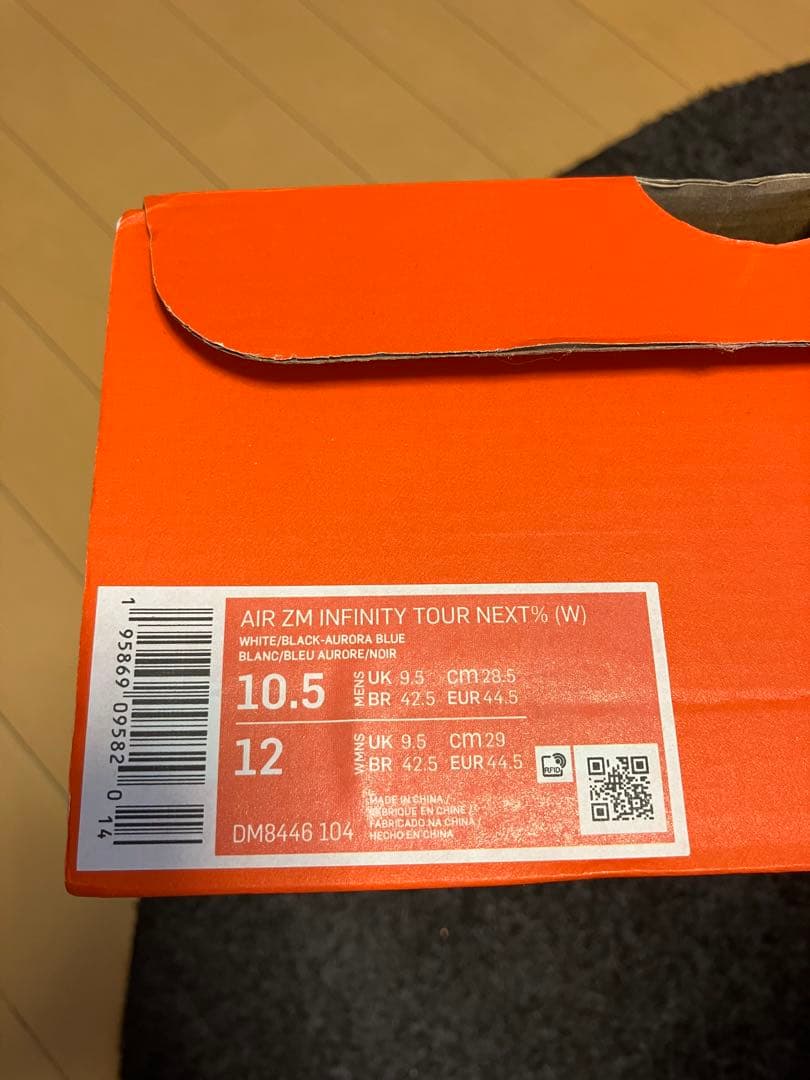 AIR ZM INFINITY TOUR NEXT% (W)
WHITE/BLACK-AURORA BLUE
BLANC/BLEU AURORE/NOIR
10.5 MENS UK 9.5 cm 28.5
BR 42.5 EUR 44.5
12 WMNS UK 9.5 cm 29
BR 42.5 EUR 44.5
RFID
DM8446 104
MADE IN CHINA /
FABRIQUE EN CHINE /
FABRICADO NA CHINA /
HECHO EN CHINA
1 95869 09582 0 14